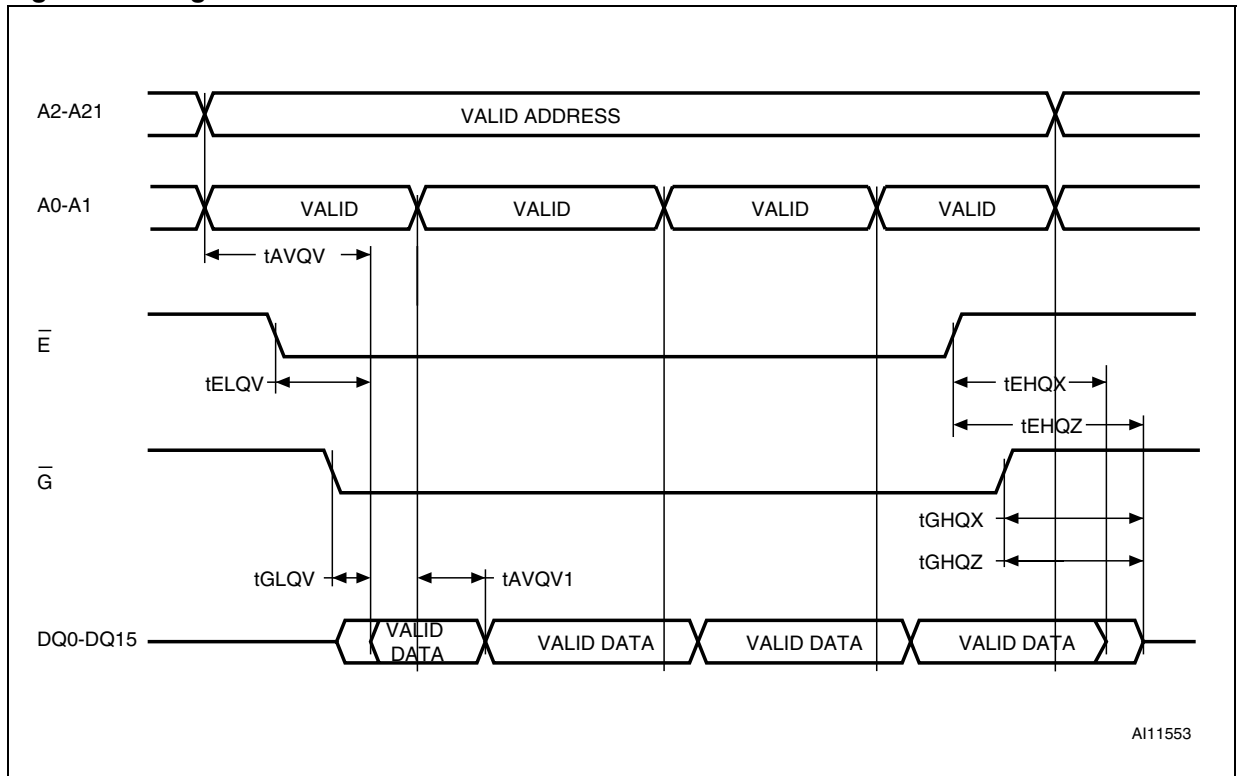 A2-A21
VALID ADDRESS
A0-A1
VALID VALID VALID VALID
tAVQV
E
tELQV
tEHQX
tEHQZ
G
tGHQX
tGHQZ
tGLQV
tAVQV1
DQ0-DQ15
VALID
DATA
VALID DATA VALID DATA VALID DATA
AI11553